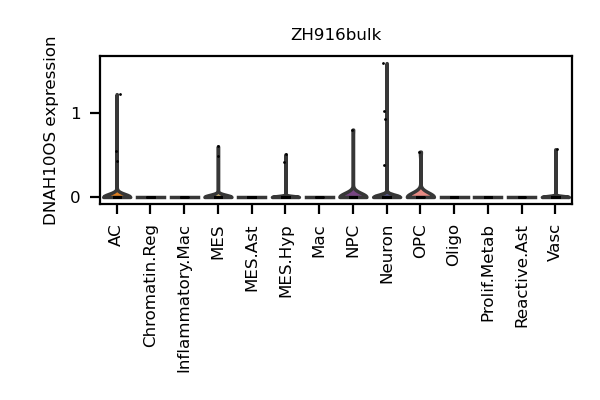 ZH916bulk
DNAH10OS expression
1
0
AC
Chromatin.Reg
Inflammatory.Mac
MES
MES.Ast
MES.Hyp
Mac
NPC
Neuron
OPC
Oligo
Prolif.Metab
Reactive.Ast
Vasc